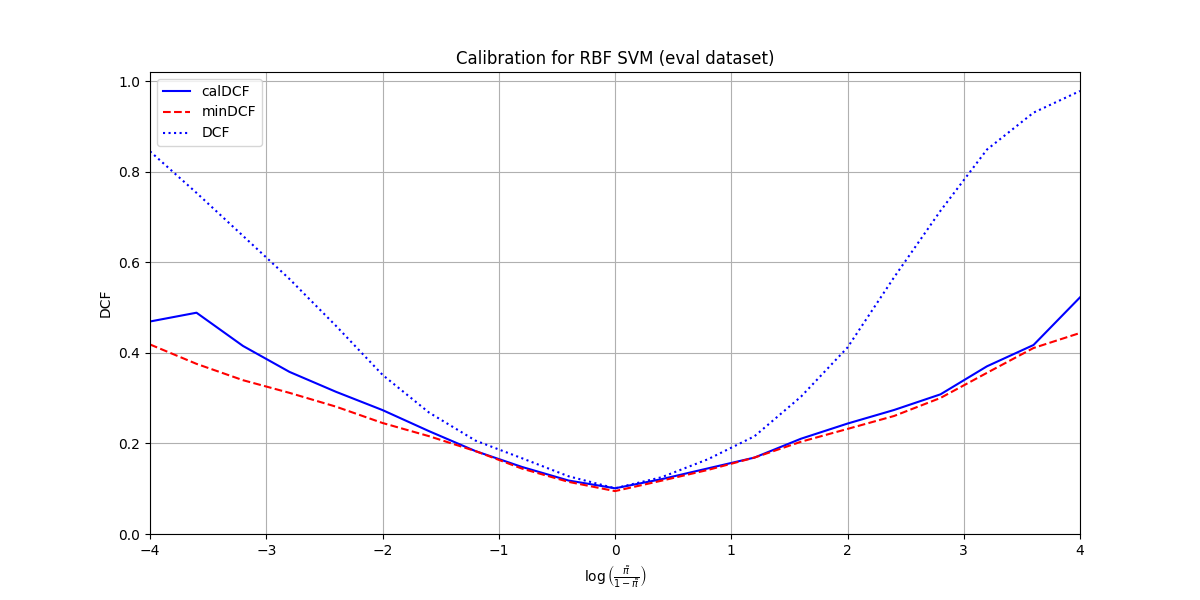 Calibration for RBF SVM (eval dataset)
calDCF
minDCF
DCF
DCF
1.0
0.8
0.6
0.4
0.2
0.0
−4 −3 −2 −1 0 1 2 3 4
log(π̃/(1−π̃))